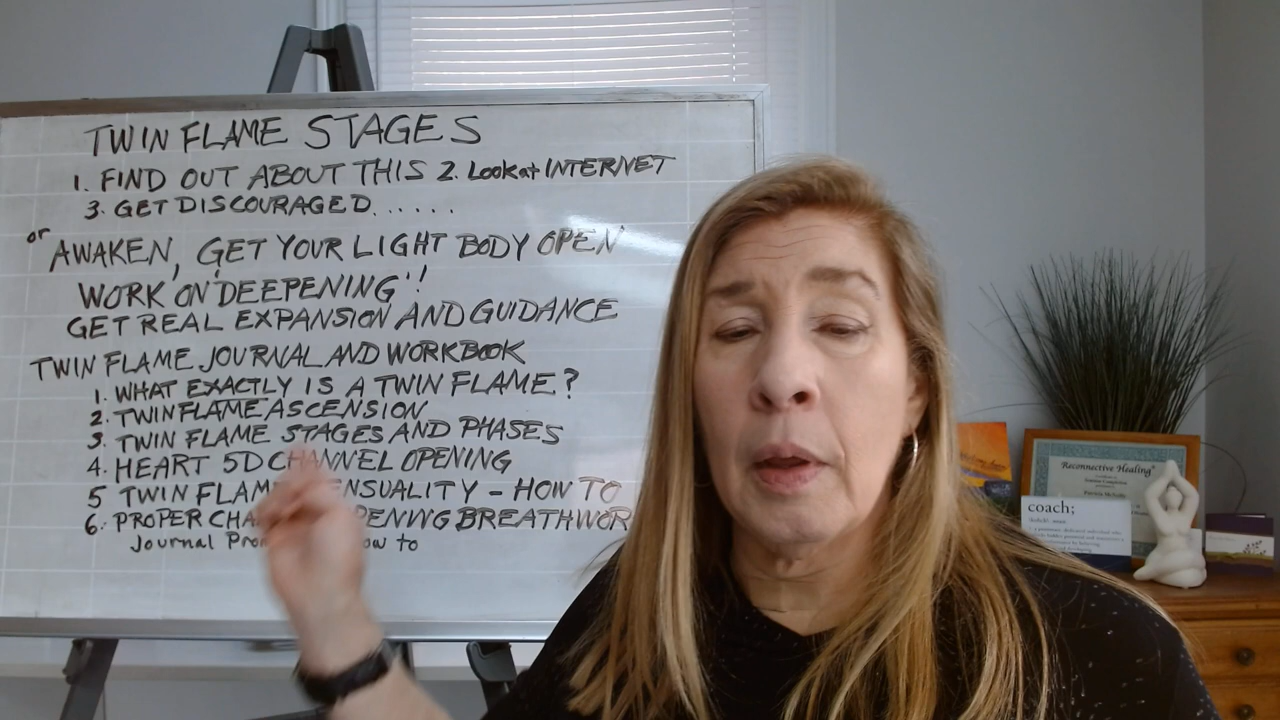 TWIN FLAME STAGES
1. FIND OUT ABOUT THIS 2. Look at INTERNET
3. GET DISCOURAGED......
or
AWAKEN, GET YOUR LIGHT BODY OPEN
WORK ON DEEPENING!!
GET REAL EXPANSION AND GUIDANCE
TWIN FLAME JOURNAL AND WORKBOOK
1. WHAT EXACTLY IS A TWIN FLAME?
2. TWIN FLAME ASCENSION
3. TWIN FLAME STAGES AND PHASES
4. HEART 5D CHANNEL OPENING
5 TWIN FLAME ENSUALITY - HOW TO
6. PROPER CHA PENING BREATHWOR
Journal Pro ow to
Reconnective Healing
coach;